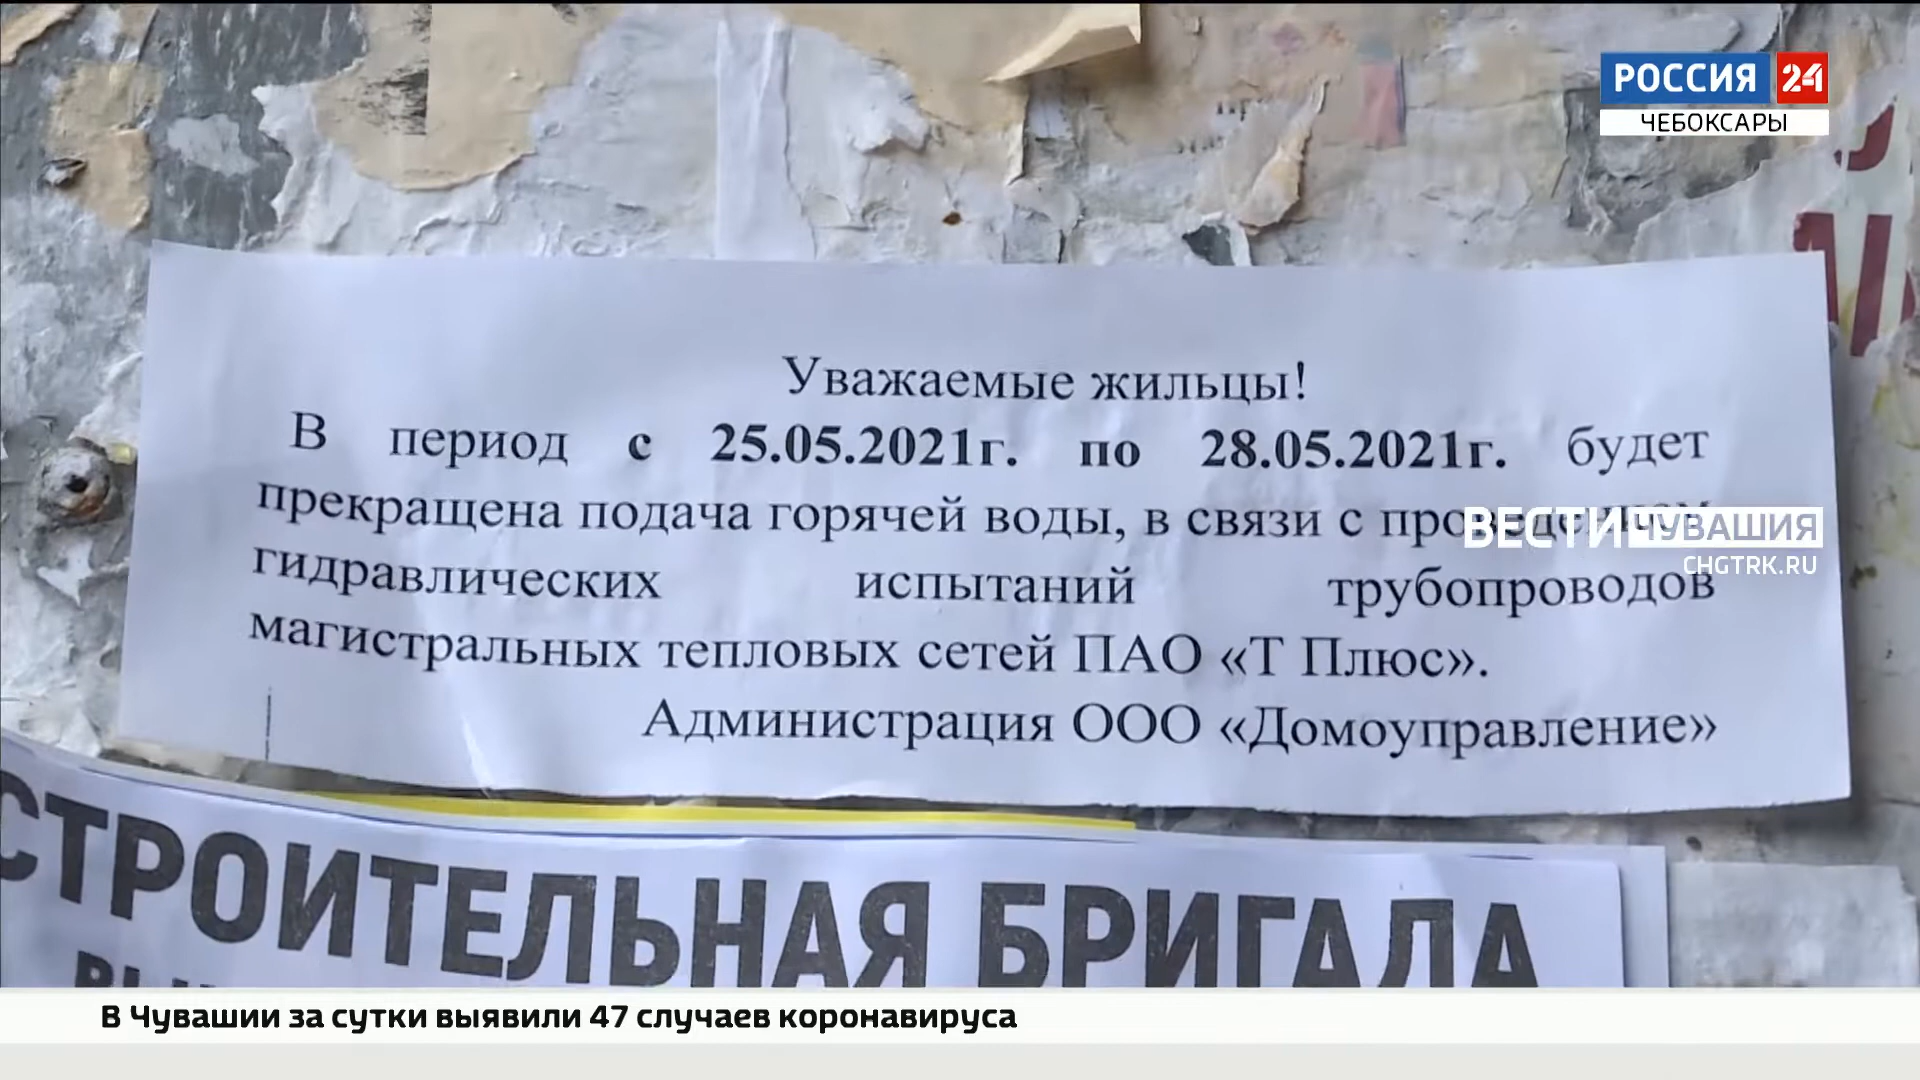 РОССИЯ 24
ЧЕБОКСАРЫ
Уважаемые жильцы!
В период с 25.05.2021г. по 28.05.2021г. будет
прекращена подача горячей воды, в связи с проведением
ВЕСТИ ЧУВАШИЯ
CHGTRK.RU
гидравлических испытаний трубопроводов
магистральных тепловых сетей ПАО «Т Плюс».
Администрация ООО «Домоуправление»
СТРОИТЕЛЬНАЯ БРИГАДА
В Чувашии за сутки выявили 47 случаев коронавируса